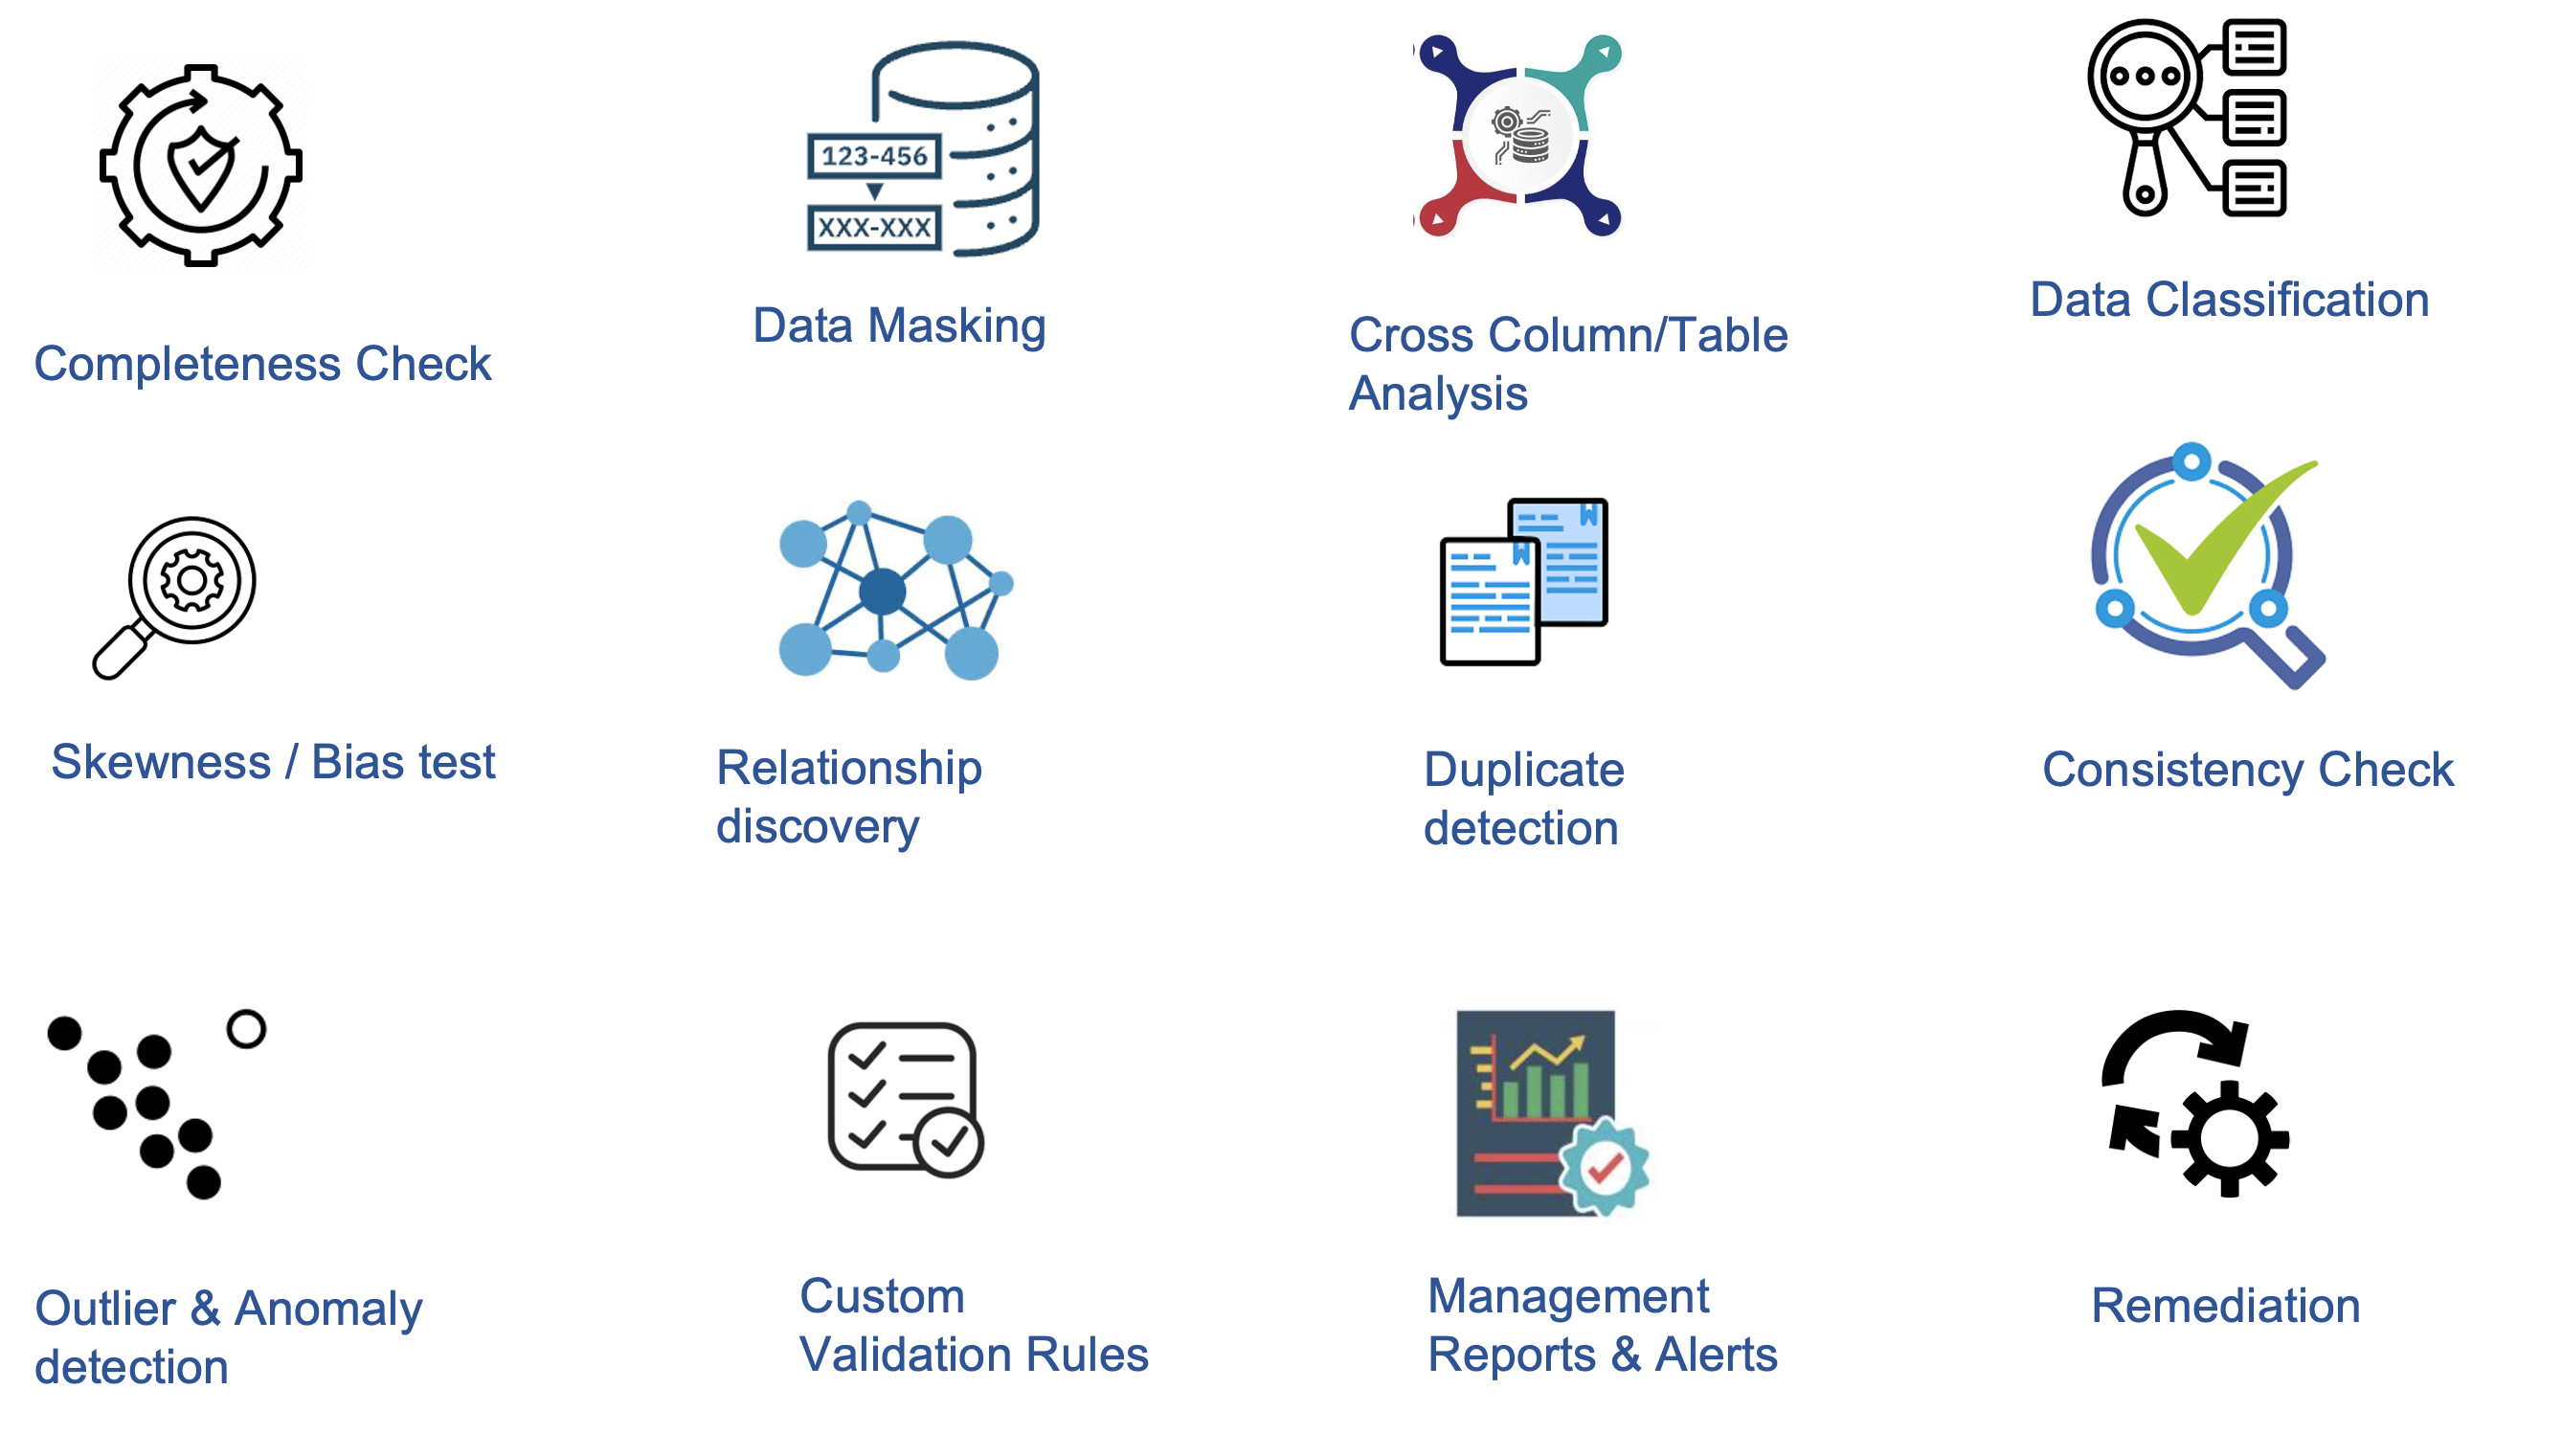 123-456
XXX-XXX
Completeness Check
Data Masking
Cross Column/Table
Analysis
Data Classification
Skewness / Bias test
Relationship
discovery
Duplicate
detection
Consistency Check
Outlier & Anomaly
detection
Custom
Validation Rules
Management
Reports & Alerts
Remediation